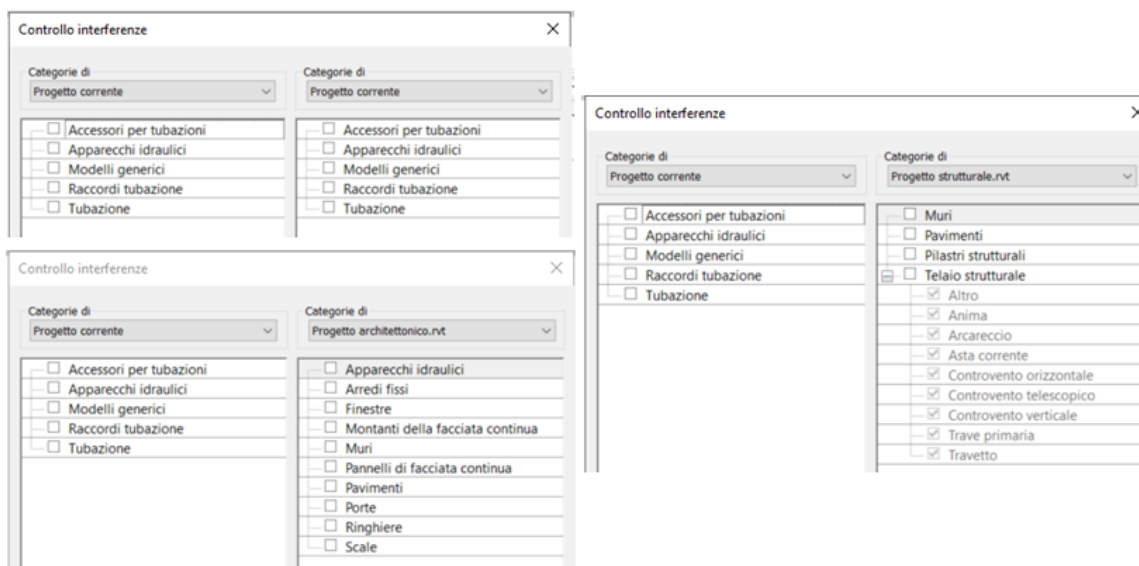 Controllo interferenze
Categorie di
Categorie di
Progetto corrente
Progetto corrente
Accessori per tubazioni
Apparecchi idraulici
Modelli generici
Raccordi tubazione
Tubazione
Accessori per tubazioni
Apparecchi idraulici
Modelli generici
Raccordi tubazione
Tubazione
Controllo interferenze
Categorie di
Categorie di
Progetto corrente
Progetto architettonico.rvt
Accessori per tubazioni
Apparecchi idraulici
Modelli generici
Raccordi tubazione
Tubazione
Apparecchi idraulici
Arredi fissi
Finestre
Montanti della facciata continua
Muri
Pannelli di facciata continua
Pavimenti
Porte
Ringhiere
Scale
Controllo interferenze
Categorie di
Categorie di
Progetto corrente
Progetto strutturale.rvt
Accessori per tubazioni
Apparecchi idraulici
Modelli generici
Raccordi tubazione
Tubazione
Muri
Pavimenti
Pilastri strutturali
Telaio strutturale
Altro
Anima
Arcareccio
Asta corrente
Controvento orizzontale
Controvento telescopico
Controvento verticale
Trave primaria
Travetto